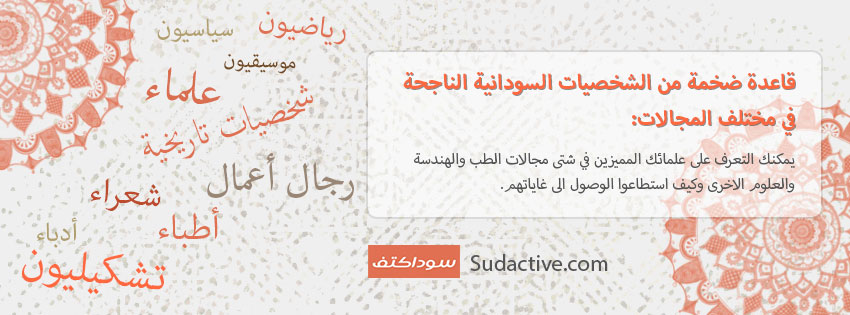 رياضيون
سياسيون
موسيقيون
علماء
شخصيات تاريخية
رجال أعمال
شعراء
أطباء
أدباء
تشكيليون
قاعدة ضخمة من الشخصيات السودانية الناجحة
في مختلف المجالات:
يمكنك التعرف على علمائك المميزين في شتى مجالات الطب والهندسة
والعلوم الاخرى وكيف استطاعوا الوصول الى غاياتهم.
سوداكتف Sudactive.com